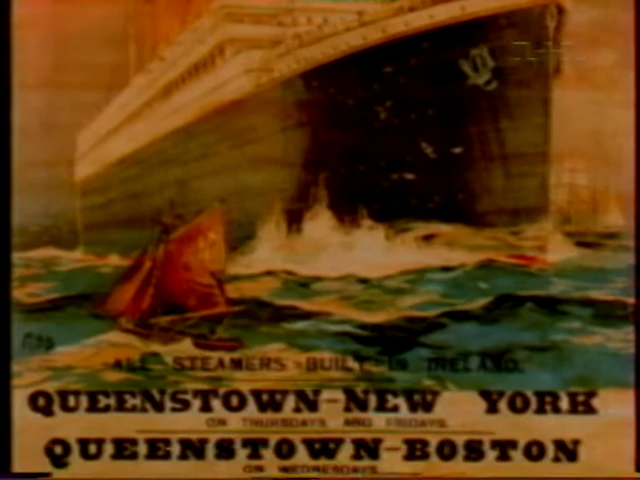 ALL STEAMERS BUILT IN IRELAND.
QUEENSTOWN-NEW YORK
ON THURSDAYS AND FRIDAYS.
QUEENSTOWN-BOSTON
ON WEDNESDAYS